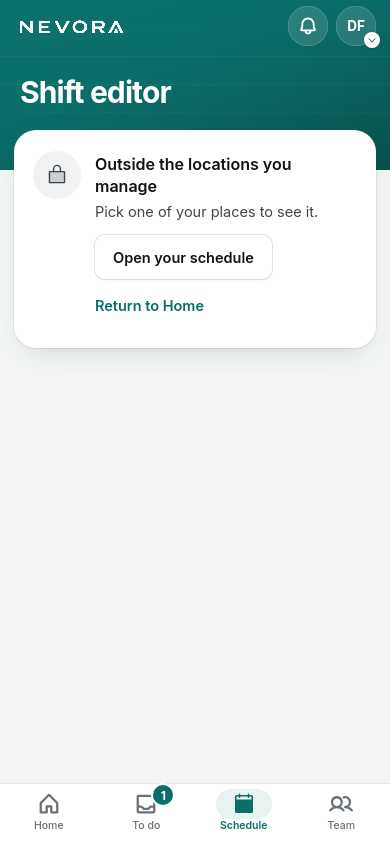 NEVORA
DF
Shift editor
Outside the locations you
manage
Pick one of your places to see it.
Open your schedule
Return to Home
1
Home
To do
Schedule
Team